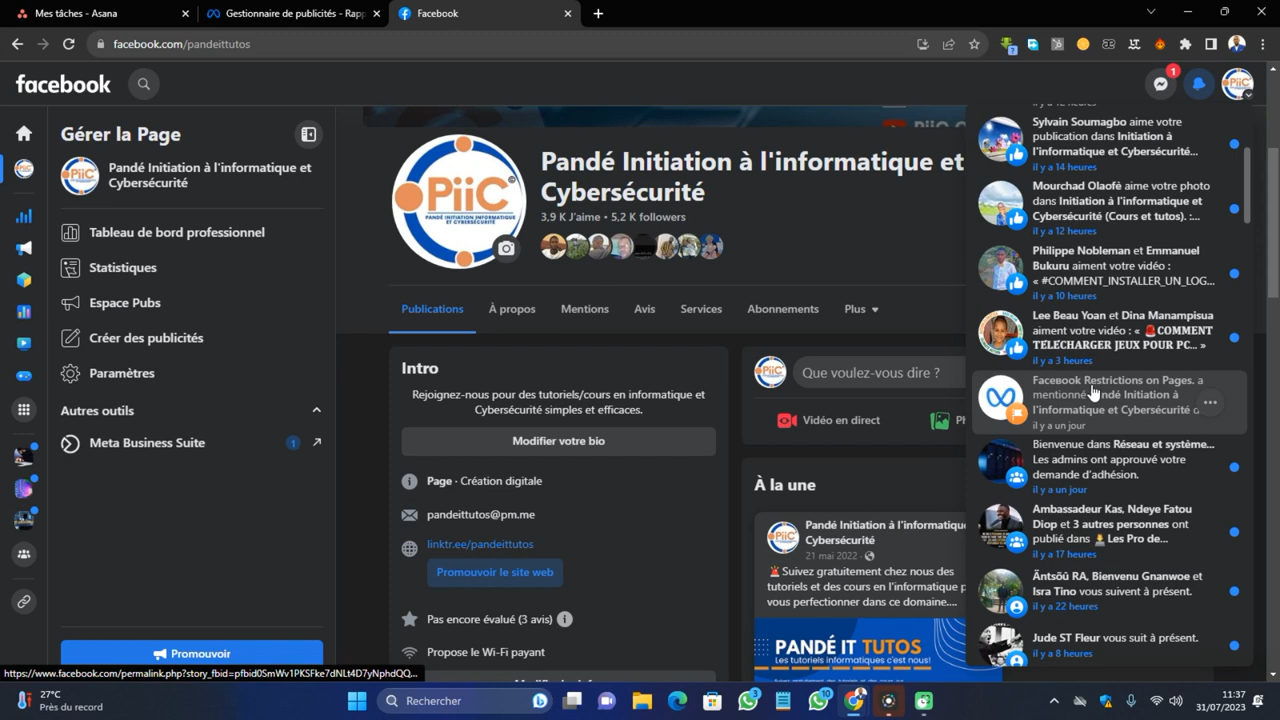 Mes tâches - Asana
Gestionnaire de publicités - Rapp
Facebook
facebook.com/pandeittutos
facebook
1
Gérer la Page
Pandé Initiation à l'informatique et
Cybersécurité
Tableau de bord professionnel
Statistiques
Espace Pubs
Créer des publicités
Paramètres
Autres outils
Meta Business Suite
1
Promouvoir
https://www.facebook.com/permalink.php?story_fbid=pfbid0SmWv1PKSFke7dNLt4D7yNphdQQ...
PiiC
PANDÉ INITIATION INFORMATIQUE
ET CYBERSÉCURITÉ
Pandé Initiation à l'informatique et
Cybersécurité
3,9 K J'aime • 5,2 K followers
Publications
À propos
Mentions
Avis
Services
Abonnements
Plus
Intro
Rejoignez-nous pour des tutoriels/cours en informatique et
Cybersécurité simples et efficaces.
Modifier votre bio
Page · Création digitale
pandeittutos@pm.me
linktr.ee/pandeittutos
Promouvoir le site web
Pas encore évalué (3 avis)
Propose le Wi-Fi payant
Que voulez-vous dire ?
Vidéo en direct
À la une
Pandé Initiation à l'informatique
Cybersécurité
21 mai 2022 ·
🚨Suivez gratuitement chez nous des
tutoriels et des cours en l'informatique p
vous perfectionner dans ce domaine....
PANDÉ IT TUTOS
Les tutoriels informatiques c'est nous!
Sylvain Soumagbo aime votre
publication dans Initiation à
l'informatique et Cybersécurité...
il y a 14 heures
Mourchad Olaofè aime votre photo
dans Initiation à l'informatique et
Cybersécurité (Cours et tutos). :...
il y a 12 heures
Philippe Nobleman et Emmanuel
Bukuru aiment votre vidéo :
« #COMMENT_INSTALLER_UN_LOG...
il y a 10 heures
Lee Beau Yoan et Dina Manampisua
aiment votre vidéo : « 🚨𝐂𝐎𝐌𝐌𝐄𝐍𝐓
𝐓𝐄́𝐋𝐄́𝐂𝐇𝐀𝐑𝐆𝐄𝐑 𝐉𝐄𝐔𝐗 𝐏𝐎𝐔𝐑 𝐏𝐂... »
il y a 3 heures
Faceʙook Restrictions on Pages. a
mentionné Pandé Initiation à
l'informatique et Cybersécurité d
il y a un jour
Bienvenue dans Réseau et système...
Les admins ont approuvé votre
demande d'adhésion.
il y a un jour
Ambassadeur Kas, Ndeye Fatou
Diop et 3 autres personnes ont
publié dans 👨‍💼Les Pro de...
il y a 17 heures
Äntsôû RA, Bienvenu Gnanwoe et
Isra Tino vous suivent à présent.
il y a 22 heures
Jude ST Fleur vous suit à présent.
il y a 8 heures
27°C
Près du record
Rechercher
3
10
11:37
31/07/2023